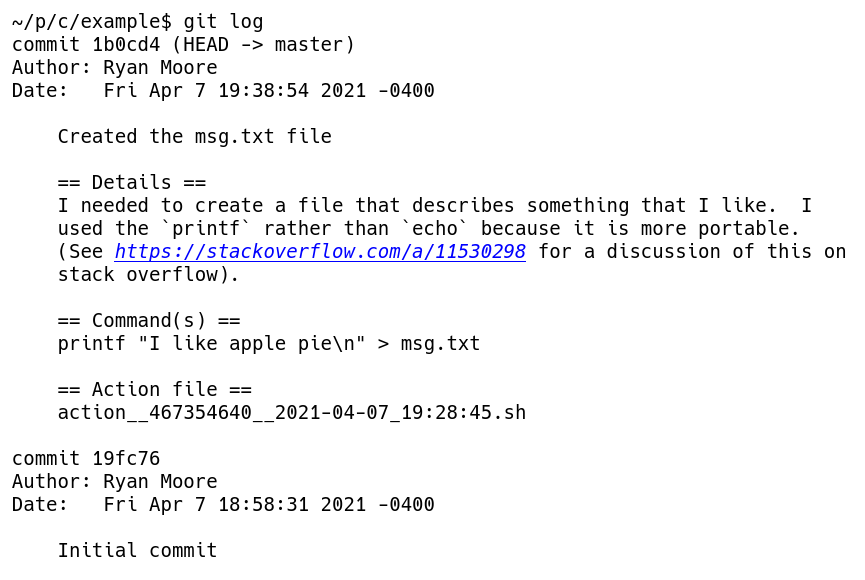 ~/p/c/example$ git log
commit 1b0cd4 (HEAD -> master)
Author: Ryan Moore
Date:   Fri Apr 7 19:38:54 2021 -0400

    Created the msg.txt file

    == Details ==
    I needed to create a file that describes something that I like.  I
    used the `printf` rather than `echo` because it is more portable.
    (See https://stackoverflow.com/a/11530298 for a discussion of this on
    stack overflow).

    == Command(s) ==
    printf "I like apple pie\n" > msg.txt

    == Action file ==
    action__467354640__2021-04-07_19:28:45.sh

commit 19fc76
Author: Ryan Moore
Date:   Fri Apr 7 18:58:31 2021 -0400

    Initial commit